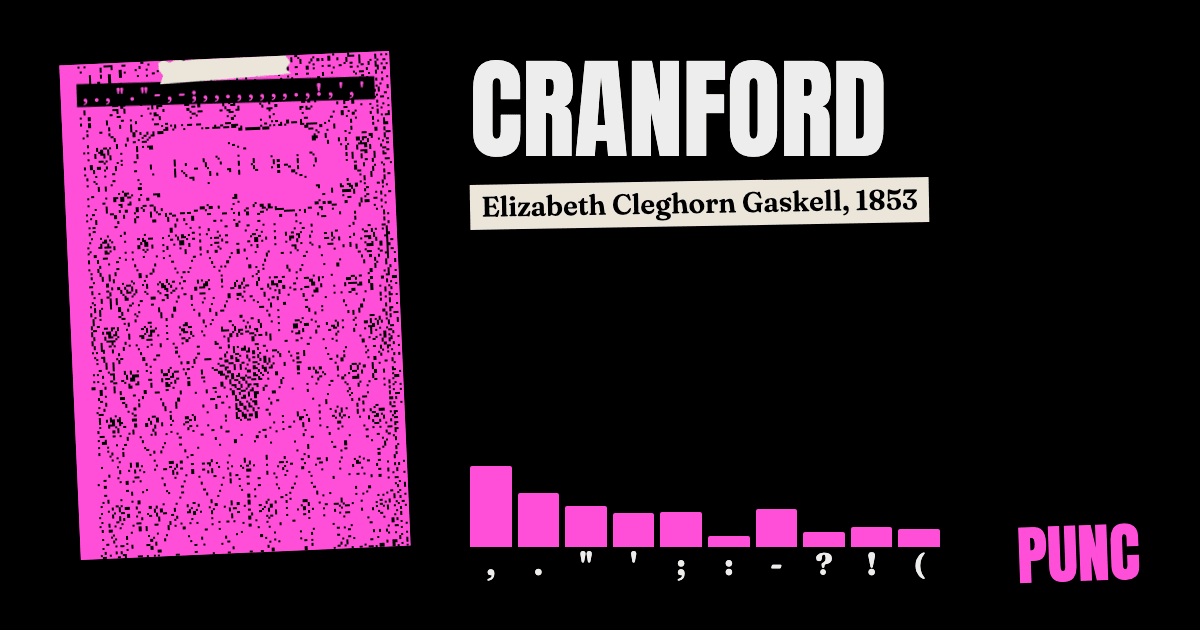 , . , " . " - , - ; , , . , , , , , . , ! , ' , '
CRANFORD
Elizabeth Cleghorn Gaskell, 1853
, . " ' ; : - ? ! (
PUNC